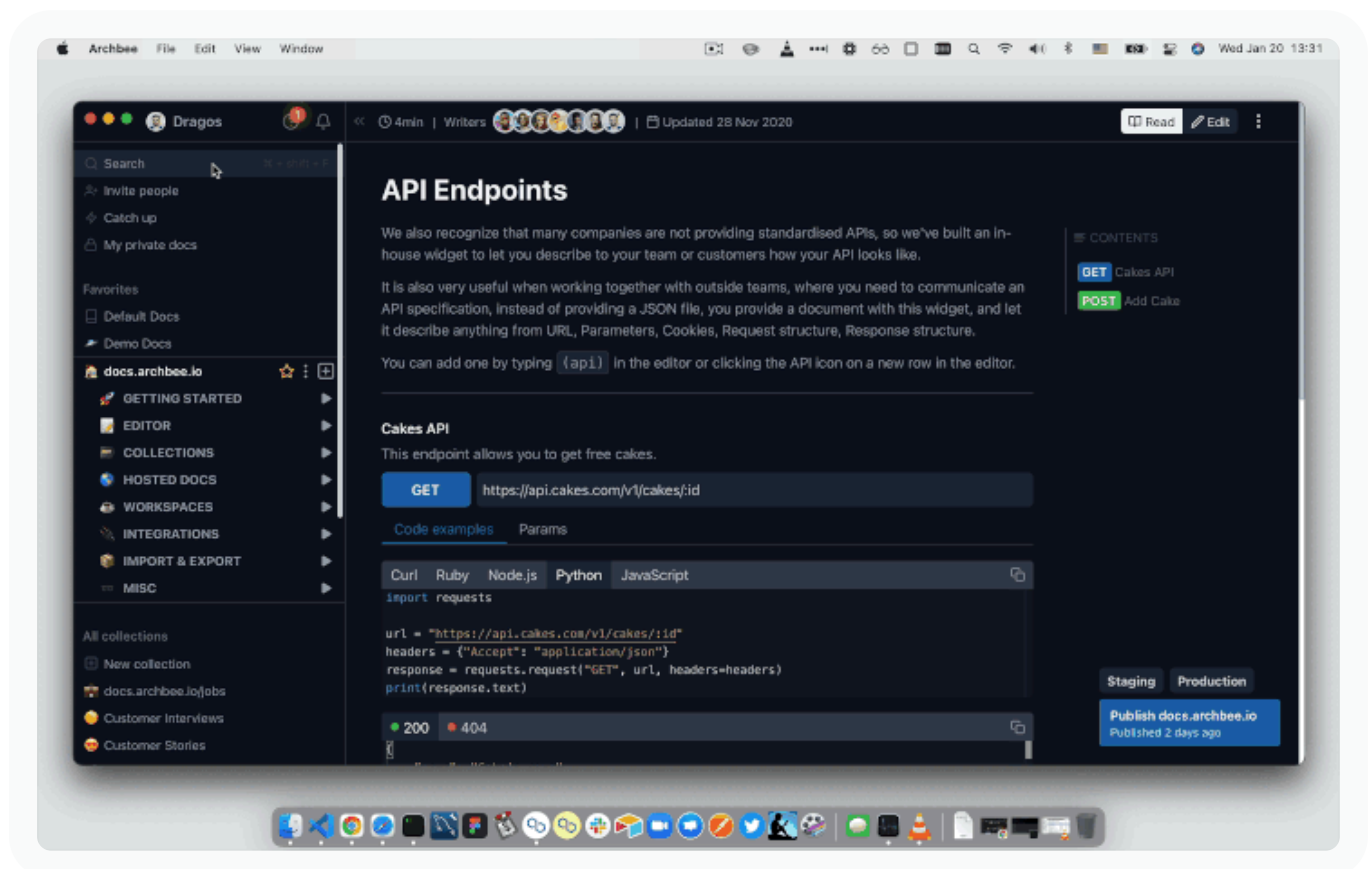 Archbee File Edit View Window
Wed Jan 20 13:31
Dragos
1
4min | Writers | Updated 28 Nov 2020
Read
Edit
Search
⌘ + shift + F
Invite people
Catch up
My private docs
Favorites
Default Docs
Demo Docs
docs.archbee.io
GETTING STARTED
EDITOR
COLLECTIONS
HOSTED DOCS
WORKSPACES
INTEGRATIONS
IMPORT & EXPORT
MISC
All collections
New collection
docs.archbee.io/jobs
Customer Interviews
Customer Stories
API Endpoints
We also recognize that many companies are not providing standardised APIs, so we've built an in-
house widget to let you describe to your team or customers how your API looks like.
It is also very useful when working together with outside teams, where you need to communicate an
API specification, instead of providing a JSON file, you provide a document with this widget, and let
it describe anything from URL, Parameters, Cookies, Request structure, Response structure.
You can add one by typing (api) in the editor or clicking the API icon on a new row in the editor.
Cakes API
This endpoint allows you to get free cakes.
GET https://api.cakes.com/v1/cakes/:id
Code examples Params
Curl Ruby Node.js Python JavaScript
import requests
url = "https://api.cakes.com/v1/cakes/:id"
headers = {"Accept": "application/json"}
response = requests.request("GET", url, headers=headers)
print(response.text)
200 404
{
CONTENTS
GET Cakes API
POST Add Cake
Staging Production
Publish docs.archbee.io
Published 2 days ago